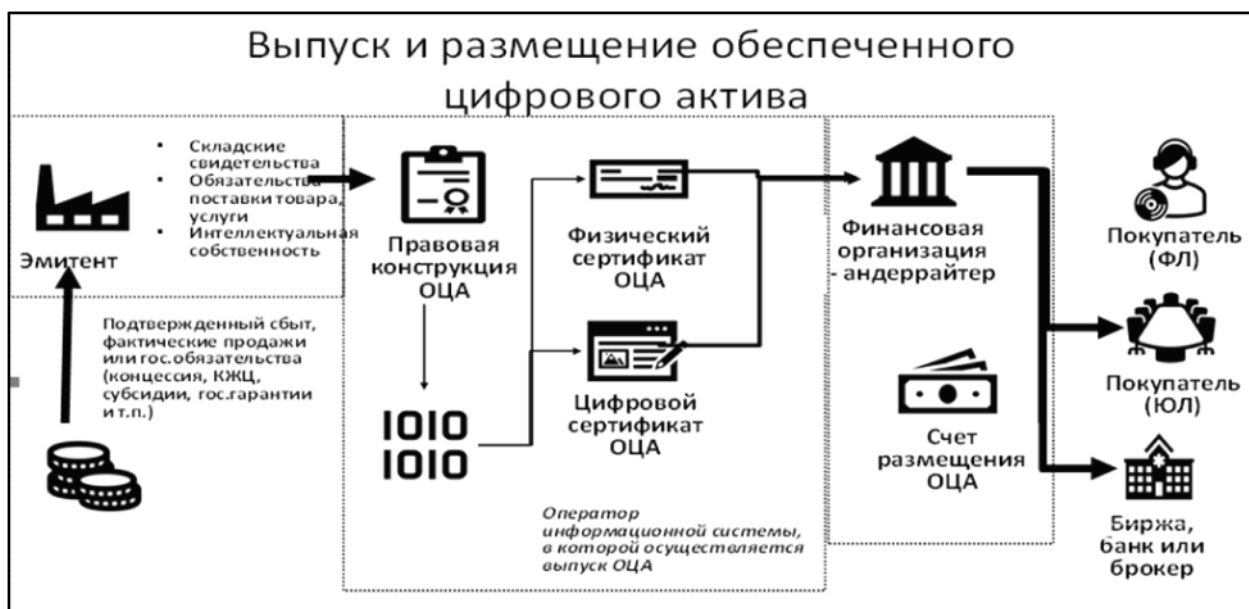 Выпуск и размещение обеспеченного
цифрового актива
• Складские
свидетельства
• Обязательства
поставки товара,
услуги
• Интеллектуальная
собственность
Эмитент
Подтвержденный сбыт,
фактические продажи
или гос.обязательства
(концессия, КЖЦ,
субсидии, гос.гарантии
и т.п.)
Правовая
конструкция
ОЦА
1010
1010
Физический
сертификат
ОЦА
Цифровой
сертификат
ОЦА
Оператор
информационной системы,
в которой осуществляется
выпуск ОЦА
Финансовая
организация
- андеррайтер
Счет
размещения
ОЦА
Покупатель
(ФЛ)
Покупатель
(ЮЛ)
Биржа,
банк или
брокер